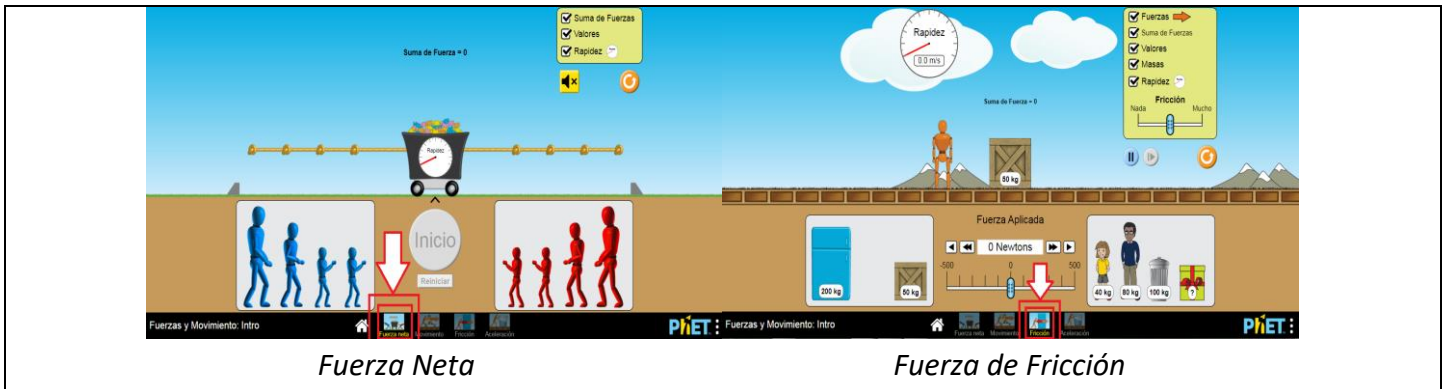 Suma de Fuerzas
Valores
Rapidez
Suma de Fuerza = 0
Rapidez
Inicio
Reiniciar
Fuerzas y Movimiento: Intro
Fuerza neta
Movimiento
Fricción
Aceleración
PhET
Fuerza Neta
Rapidez
0.0 m/s
Fuerzas
Suma de Fuerzas
Valores
Masas
Rapidez
Fricción
Nada
Mucho
Suma de Fuerza = 0
50 kg
Fuerza Aplicada
0 Newtons
-500 0 500
200 kg
50 kg
40 kg
80 kg
100 kg
?
Fuerzas y Movimiento: Intro
Fuerza neta
Movimiento
Fricción
Aceleración
PhET
Fuerza de Fricción